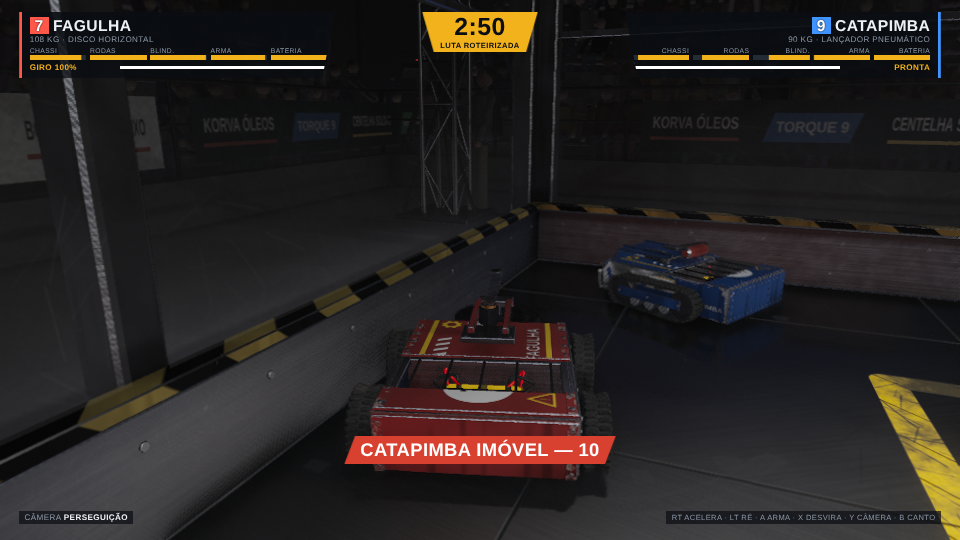 7 FAGULHA
108 KG · DISCO HORIZONTAL
CHASSI RODAS BLIND. ARMA BATERIA
GIRO 100%
2:50
LUTA ROTEIRIZADA
9 CATAPIMBA
90 KG · LANÇADOR PNEUMÁTICO
CHASSI RODAS BLIND. ARMA BATERIA
PRONTA
KORVA ÓLEOS
TORQUE 9
KORVA ÓLEOS
TORQUE 9
CENTELHA
FAGULHA
CATAPIMBA IMÓVEL — 10
CÂMERA PERSEGUIÇÃO
RT ACELERA · LT RÉ · A ARMA · X DESVIRA · Y CÂMERA · B CANTO